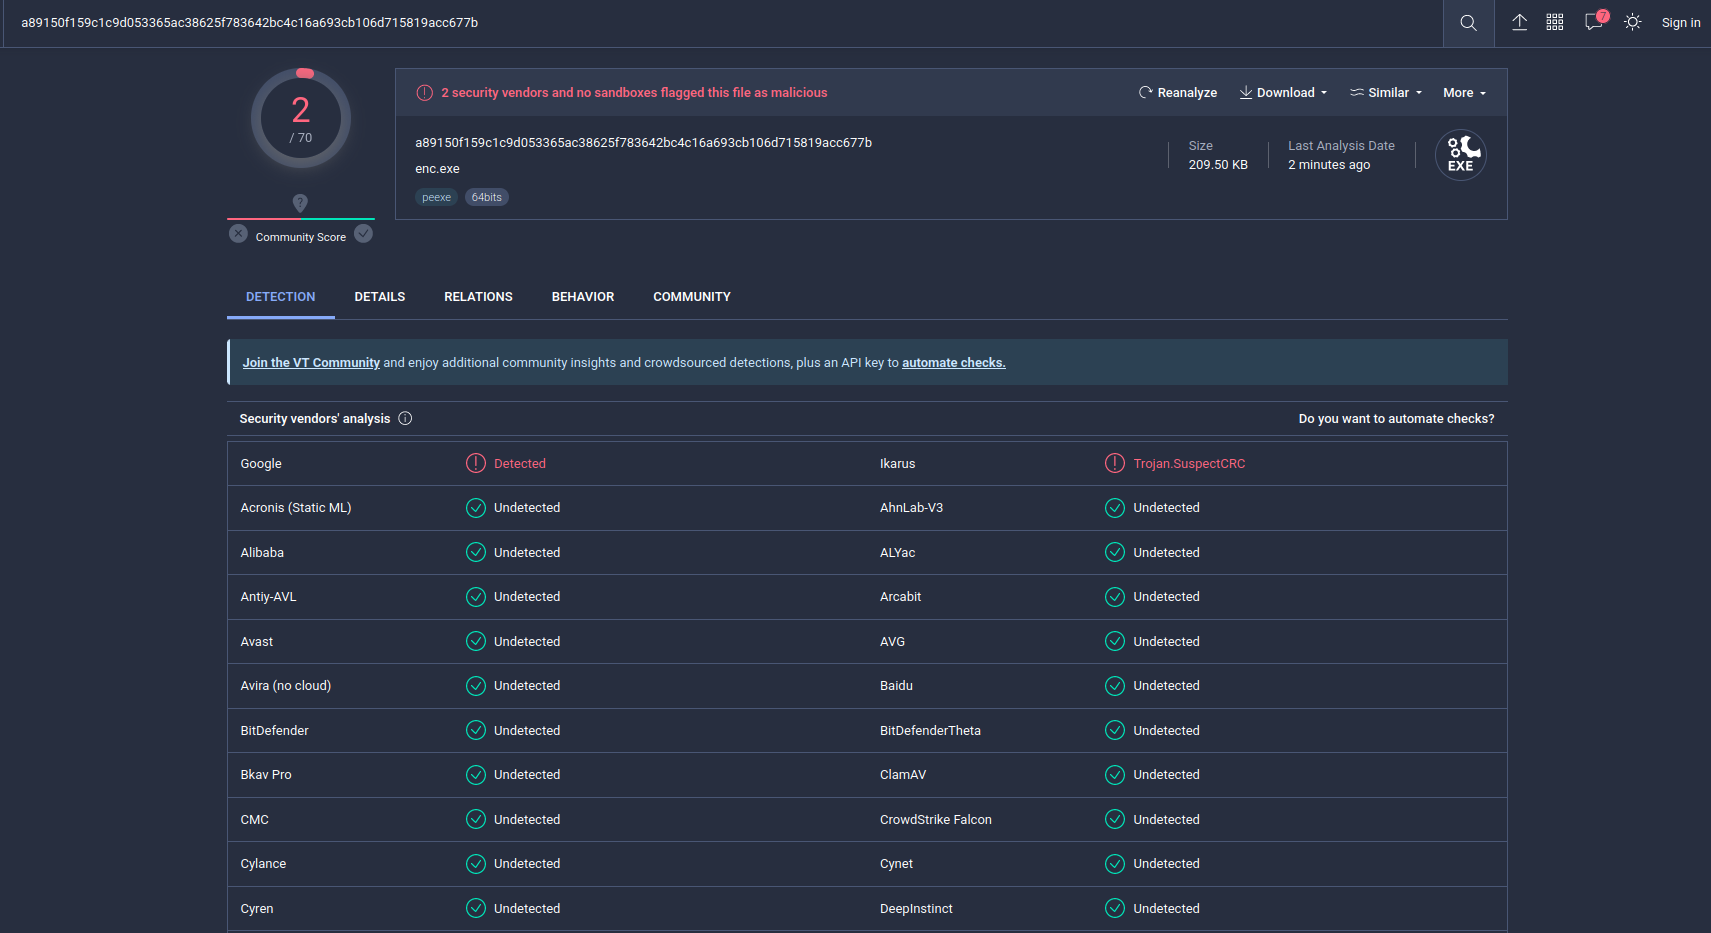 a89150f159c1c9d053365ac38625f783642bc4c16a693cb106d715819acc677b
7
Sign in
2
/ 70
Community Score
2 security vendors and no sandboxes flagged this file as malicious
Reanalyze
Download
Similar
More
a89150f159c1c9d053365ac38625f783642bc4c16a693cb106d715819acc677b
enc.exe
peexe
64bits
Size
209.50 KB
Last Analysis Date
2 minutes ago
EXE
DETECTION
DETAILS
RELATIONS
BEHAVIOR
COMMUNITY
Join the VT Community and enjoy additional community insights and crowdsourced detections, plus an API key to automate checks.
Security vendors' analysis
Do you want to automate checks?
Google Detected Ikarus Trojan.SuspectCRC
Acronis (Static ML) Undetected AhnLab-V3 Undetected
Alibaba Undetected ALYac Undetected
Antiy-AVL Undetected Arcabit Undetected
Avast Undetected AVG Undetected
Avira (no cloud) Undetected Baidu Undetected
BitDefender Undetected BitDefenderTheta Undetected
Bkav Pro Undetected ClamAV Undetected
CMC Undetected CrowdStrike Falcon Undetected
Cylance Undetected Cynet Undetected
Cyren Undetected DeepInstinct Undetected